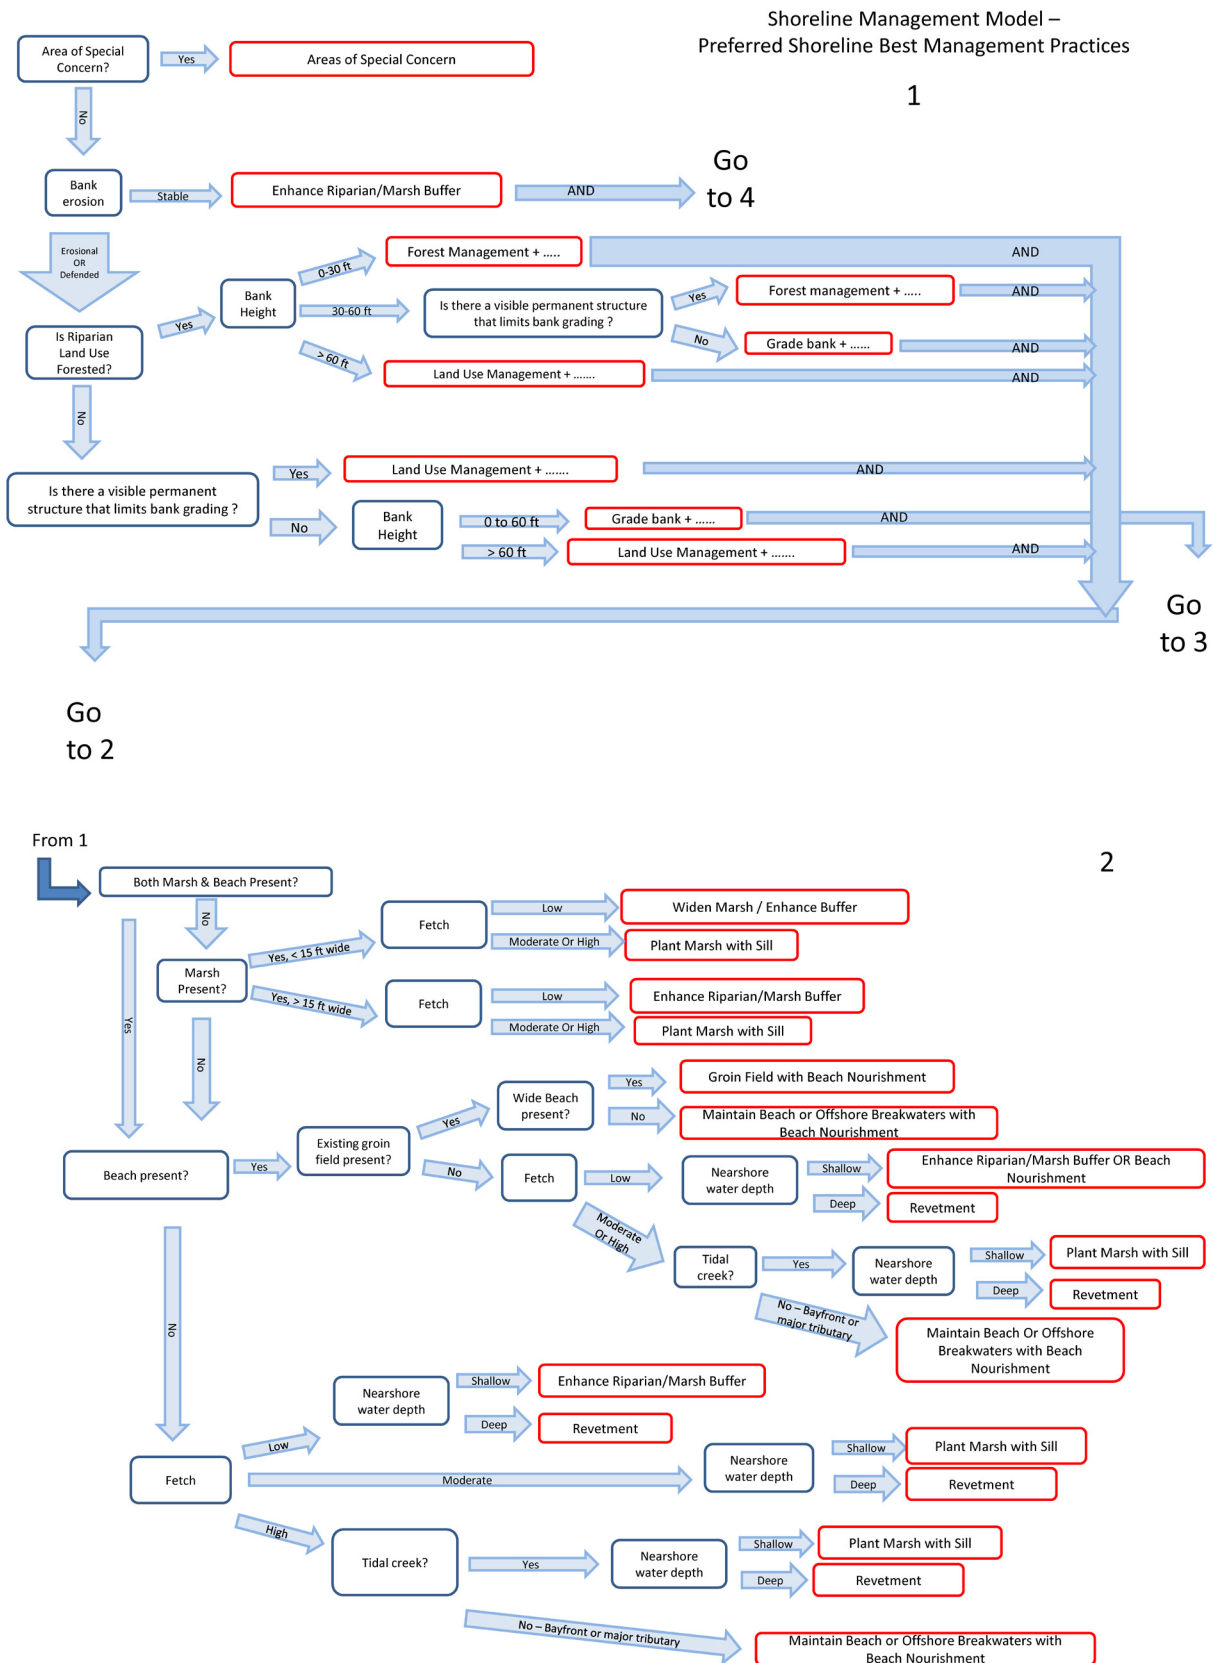 Shoreline Management Model –
Preferred Shoreline Best Management Practices
1
Area of Special
Concern?
Yes
Areas of Special Concern
No
Bank
erosion
Stable
Enhance Riparian/Marsh Buffer
AND
Go
to 4
Erosional
OR
Defended
Is Riparian
Land Use
Forested?
Yes
Bank
Height
0-30 ft
Forest Management + .....
AND
30-60 ft
Is there a visible permanent structure
that limits bank grading ?
Yes
Forest management + .....
AND
No
Grade bank + ......
AND
> 60 ft
Land Use Management + .......
AND
No
Is there a visible permanent
structure that limits bank grading ?
Yes
Land Use Management + .......
AND
No
Bank
Height
0 to 60 ft
Grade bank + ......
AND
> 60 ft
Land Use Management + .......
AND
Go
to 3
Go
to 2
From 1
2
Both Marsh & Beach Present?
No
Yes
Marsh
Present?
Yes, < 15 ft wide
Fetch
Low
Widen Marsh / Enhance Buffer
Moderate Or High
Plant Marsh with Sill
Yes, > 15 ft wide
Fetch
Low
Enhance Riparian/Marsh Buffer
Moderate Or High
Plant Marsh with Sill
No
Beach present?
Yes
Existing groin
field present?
Yes
Wide Beach
present?
Yes
Groin Field with Beach Nourishment
No
Maintain Beach or Offshore Breakwaters with
Beach Nourishment
No
Fetch
Low
Nearshore
water depth
Shallow
Enhance Riparian/Marsh Buffer OR Beach
Nourishment
Deep
Revetment
Moderate
Or High
Tidal
creek?
Yes
Nearshore
water depth
Shallow
Plant Marsh with Sill
Deep
Revetment
No – Bayfront or
major tributary
Maintain Beach Or Offshore
Breakwaters with Beach
Nourishment
No
Fetch
Low
Nearshore
water depth
Shallow
Enhance Riparian/Marsh Buffer
Deep
Revetment
Moderate
Nearshore
water depth
Shallow
Plant Marsh with Sill
Deep
Revetment
High
Tidal creek?
Yes
Nearshore
water depth
Shallow
Plant Marsh with Sill
Deep
Revetment
No – Bayfront or major tributary
Maintain Beach or Offshore Breakwaters with
Beach Nourishment